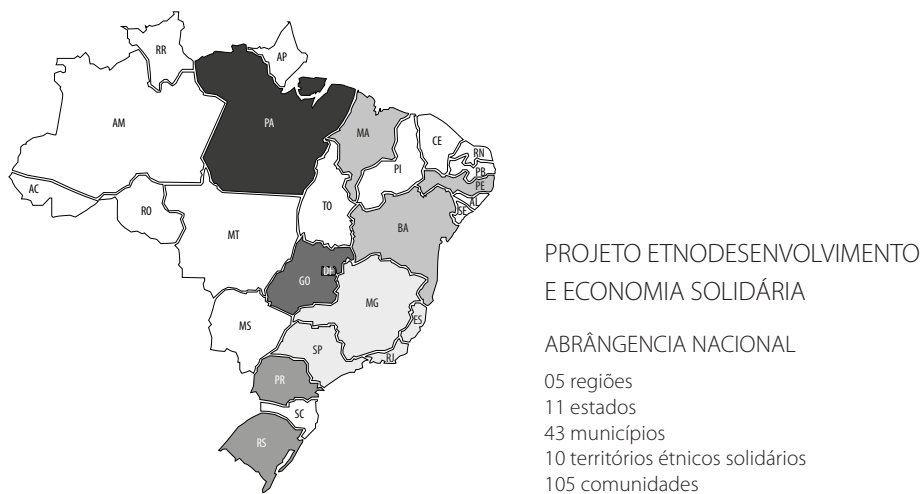 RR
AP
AM
PA
MA
CE
RN
PB
PE
AL
SE
PI
AC
RO
TO
MT
BA
GO
DF
MG
ES
MS
SP
RJ
PR
SC
RS
PROJETO ETNODESENVOLVIMENTO
E ECONOMIA SOLIDÁRIA
ABRÂNGENCIA NACIONAL
05 regiões
11 estados
43 municípios
10 territórios étnicos solidários
105 comunidades